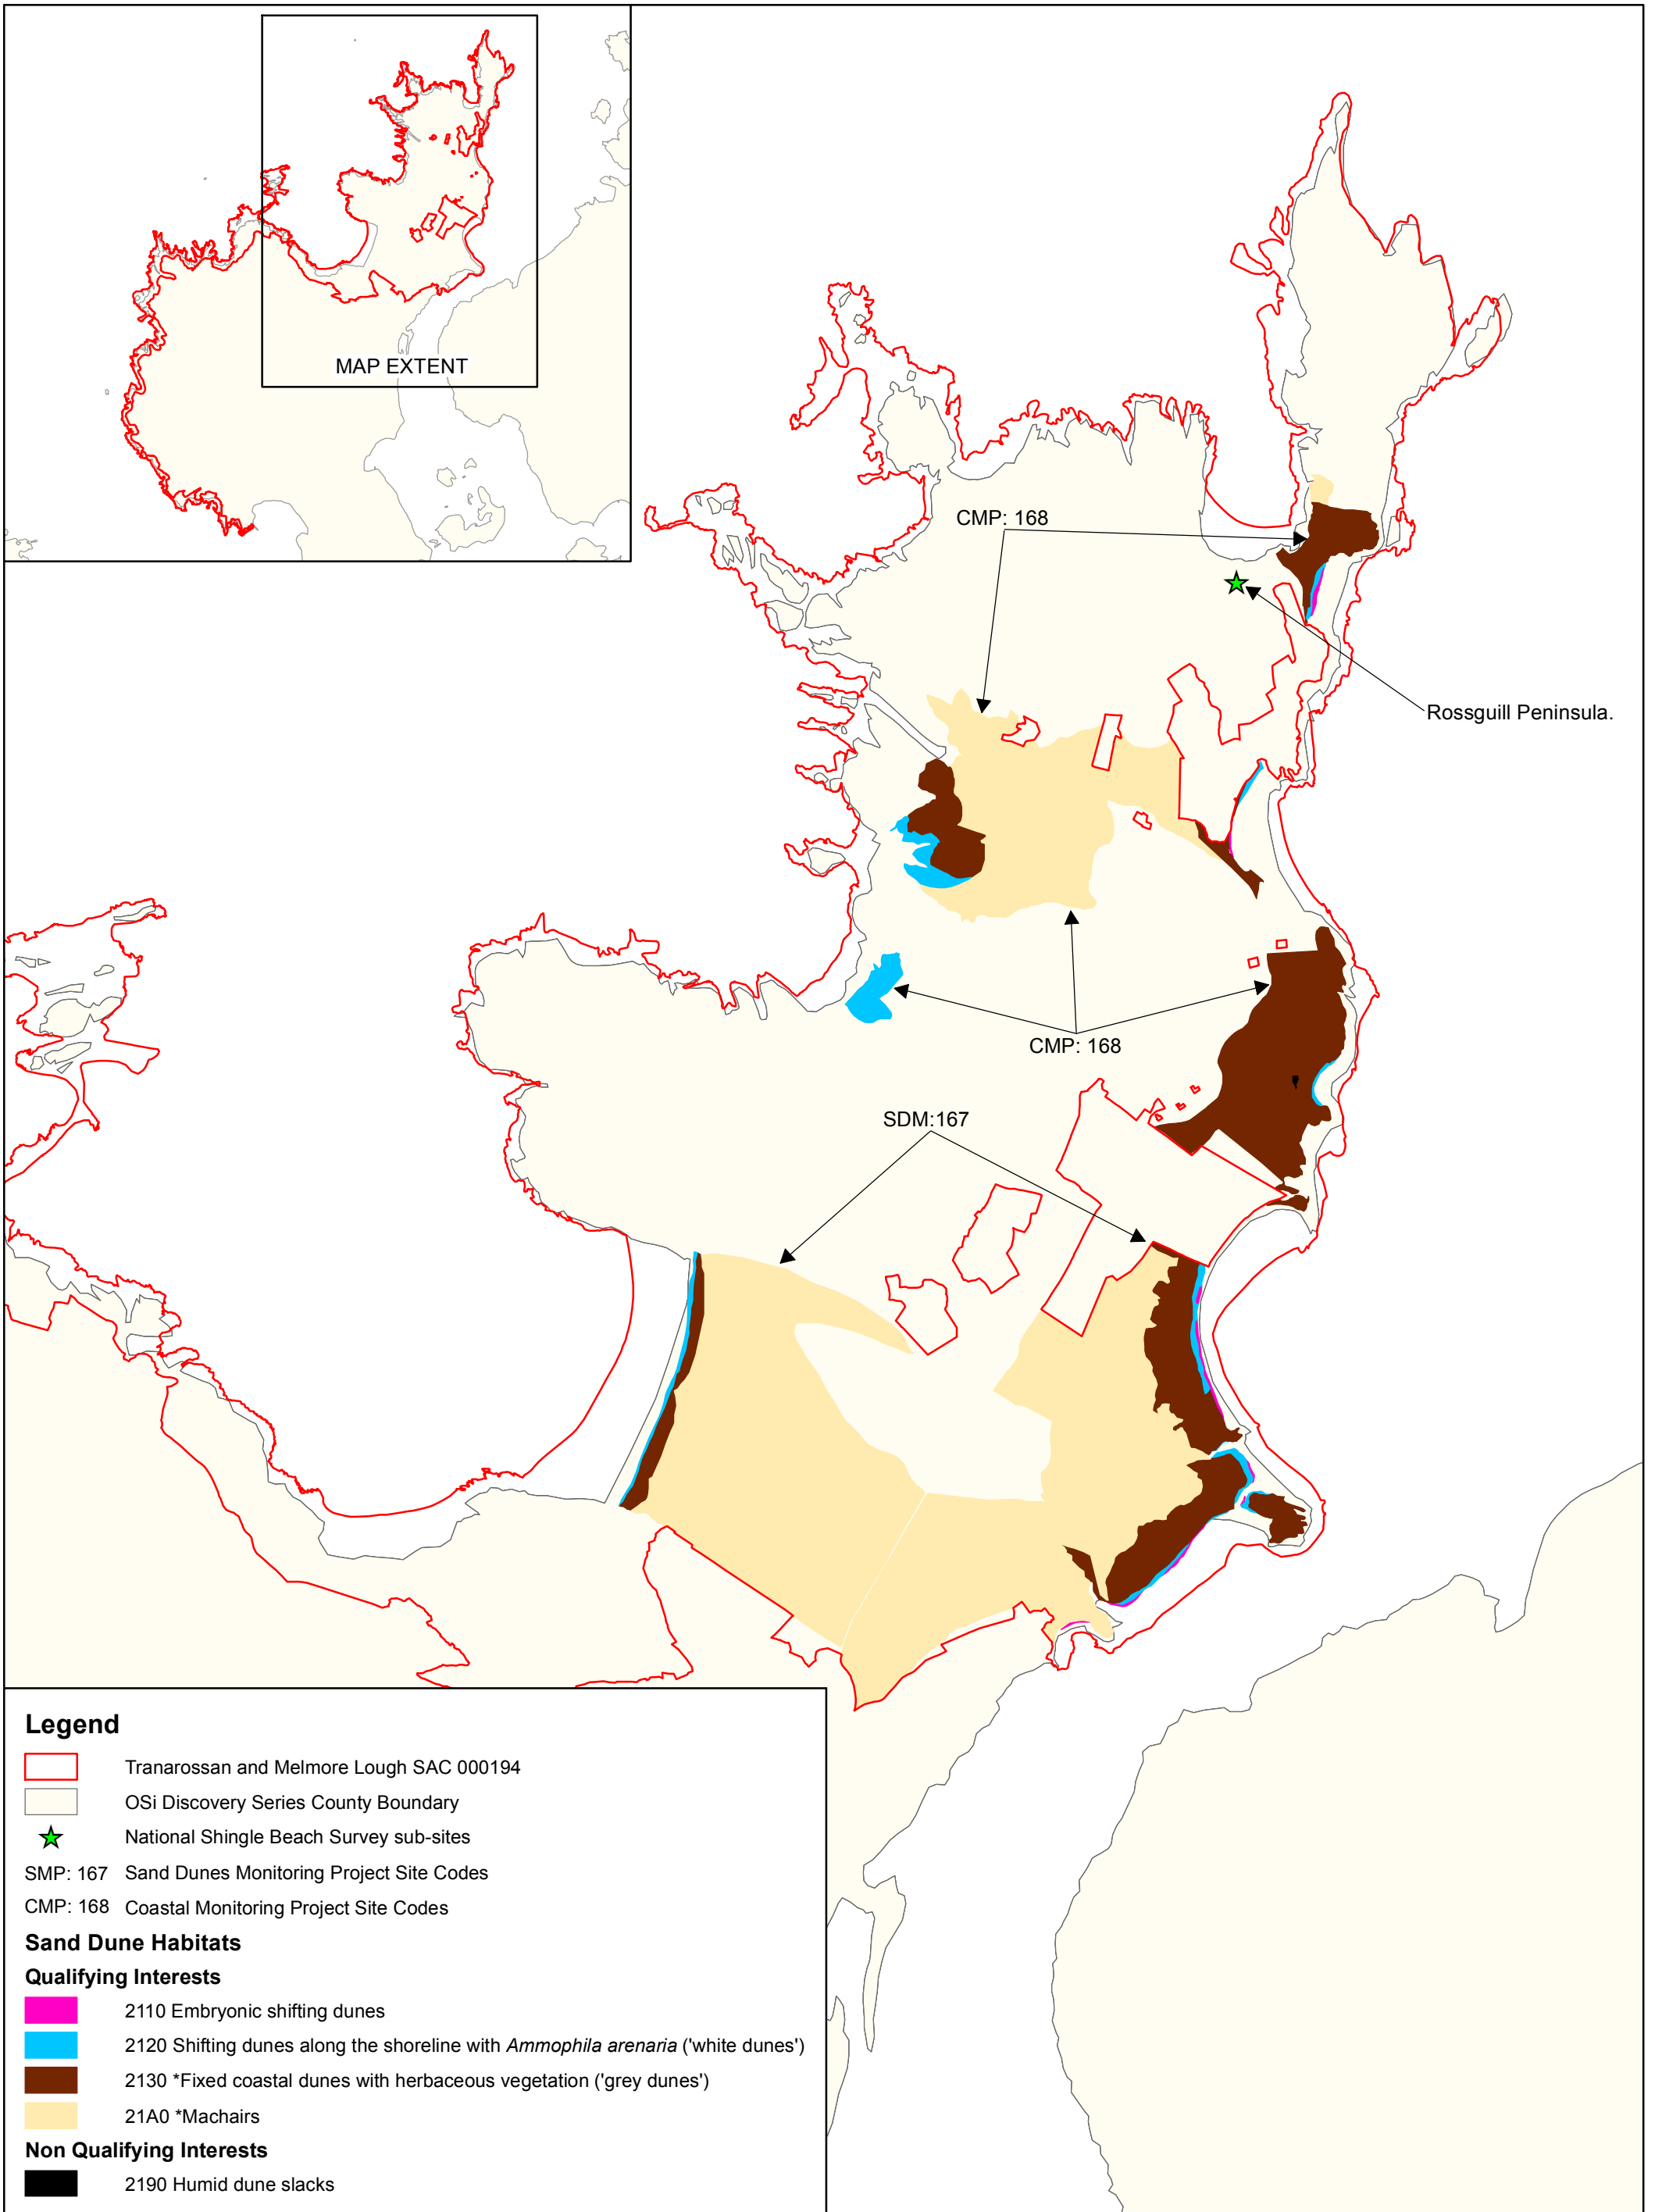 MAP EXTENT
CMP: 168
Rossguill Peninsula.
CMP: 168
SDM:167
Legend
Tranarossan and Melmore Lough SAC 000194
OSi Discovery Series County Boundary
National Shingle Beach Survey sub-sites
SMP: 167 Sand Dunes Monitoring Project Site Codes
CMP: 168 Coastal Monitoring Project Site Codes
Sand Dune Habitats
Qualifying Interests
2110 Embryonic shifting dunes
2120 Shifting dunes along the shoreline with Ammophila arenaria ('white dunes')
2130 *Fixed coastal dunes with herbaceous vegetation ('grey dunes')
21A0 *Machairs
Non Qualifying Interests
2190 Humid dune slacks